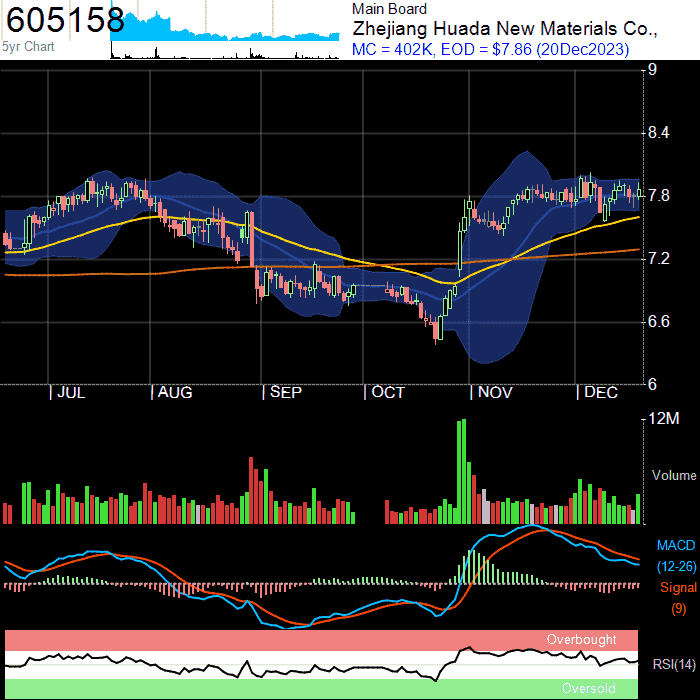 605158
5yr Chart
Main Board
Zhejiang Huada New Materials Co.,
MC = 402K, EOD = $7.86 (20Dec2023)
9
8.4
7.8
7.2
6.6
6
JUL AUG SEP OCT NOV DEC
12M
Volume
MACD
(12-26)
Signal
(9)
Overbought
RSI(14)
Oversold